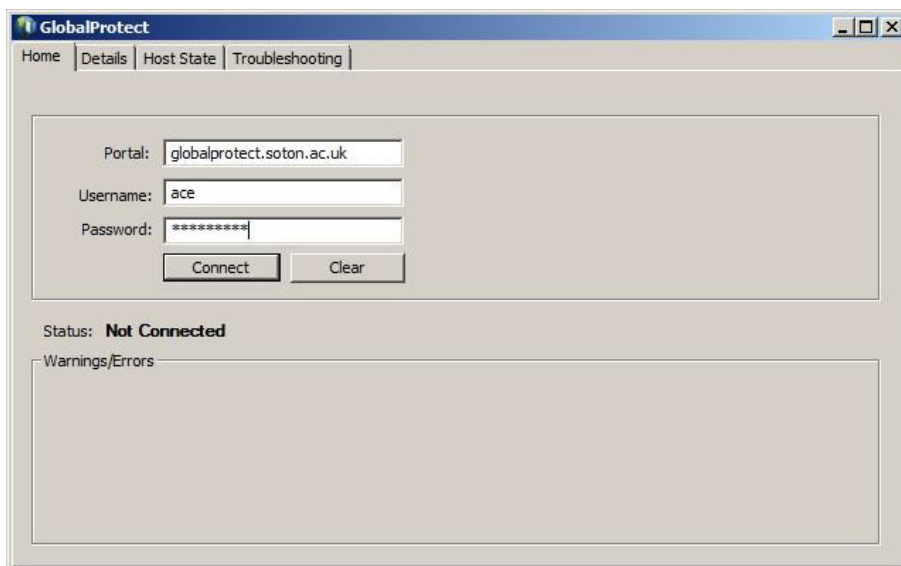 GlobalProtect
Home Details Host State Troubleshooting
Portal: globalprotect.soton.ac.uk
Username: ace
Password: *********
Connect Clear
Status: Not Connected
Warnings/Errors